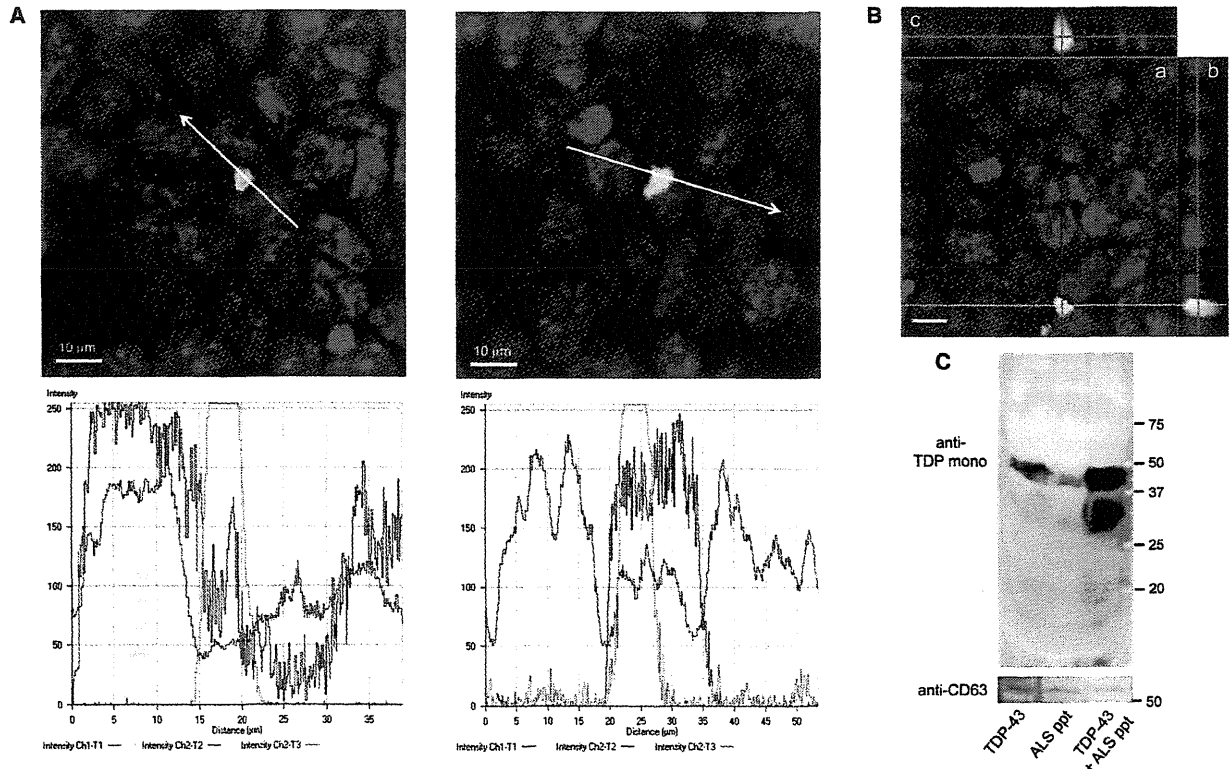 A
10 µm
Intensity
250
200
150
100
50
0
0 5 10 15 20 25 30 35
Distance (µm)
Intensity Ch1-T1 Intensity Ch2-T2 Intensity Ch2-T3
10 µm
Intensity
250
200
150
100
50
0
0 5 10 15 20 25 30 35 40 45 50
Distance (µm)
Intensity Ch1-T1 Intensity Ch2-T2 Intensity Ch2-T3
B
c
a
b
C
anti-
TDP mono
75
50
37
25
20
anti-CD63
50
TDP-43
ALS ppt
TDP-43
+ ALS ppt